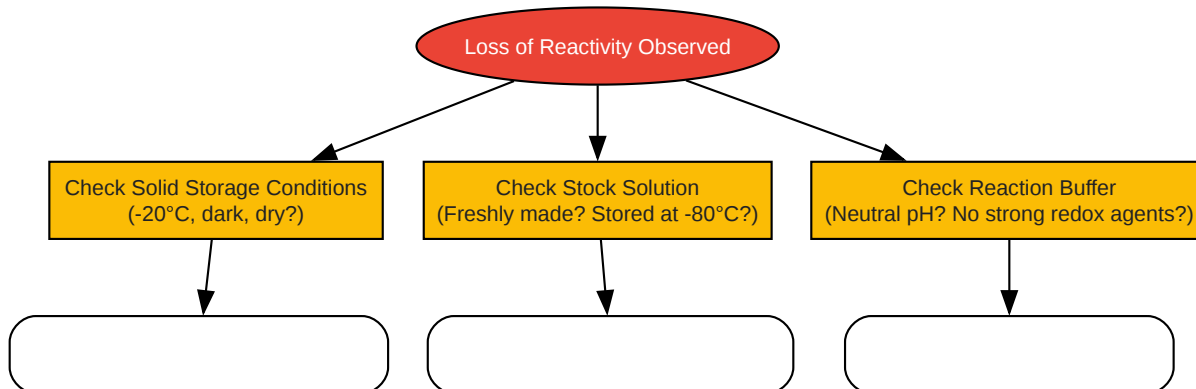 Loss of Reactivity Observed
Check Solid Storage Conditions
(-20°C, dark, dry?)
Check Stock Solution
(Freshly made? Stored at -80°C?)
Check Reaction Buffer
(Neutral pH? No strong redox agents?)